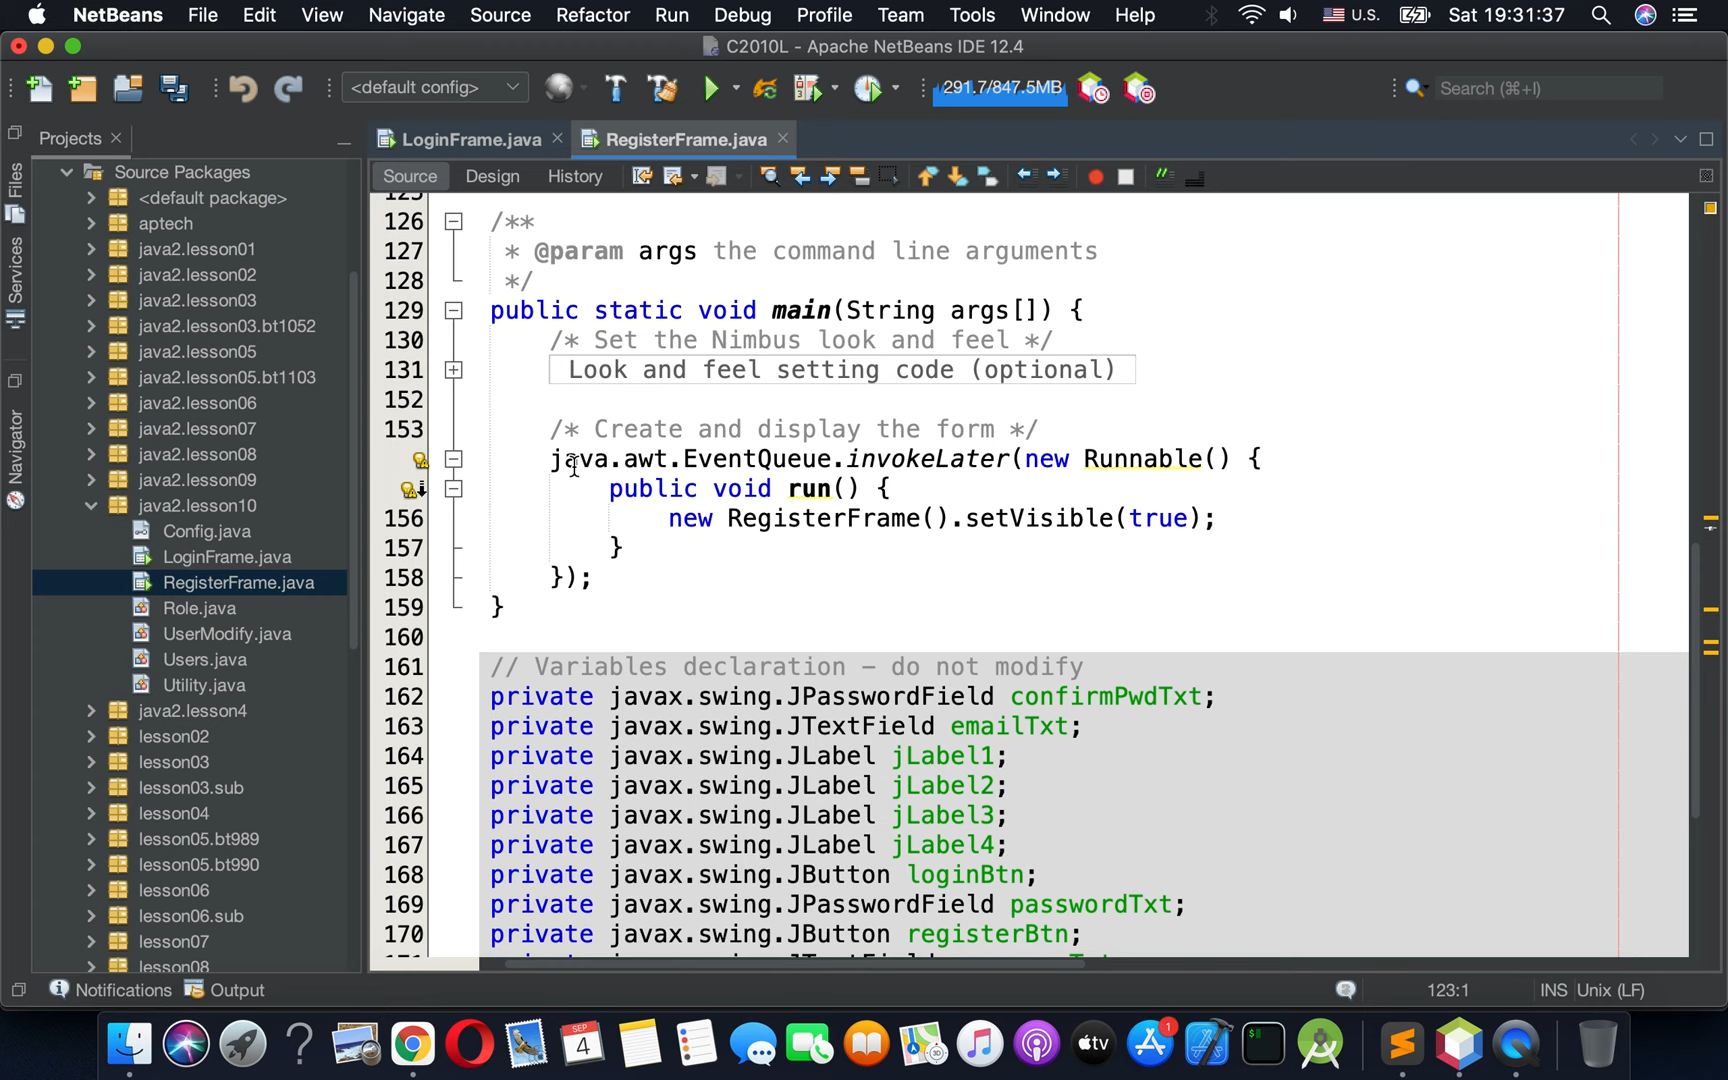 NetBeans File Edit View Navigate Source Refactor Run Debug Profile Team Tools Window Help U.S. Sat 19:31:37
C2010L - Apache NetBeans IDE 12.4
<default config> 291.7/847.5MB Search (⌘+I)
Projects
LoginFrame.java RegisterFrame.java
Source Design History
Files
Services
Navigator
Source Packages
<default package>
aptech
java2.lesson01
java2.lesson02
java2.lesson03
java2.lesson03.bt1052
java2.lesson05
java2.lesson05.bt1103
java2.lesson06
java2.lesson07
java2.lesson08
java2.lesson09
java2.lesson10
Config.java
LoginFrame.java
RegisterFrame.java
Role.java
UserModify.java
Users.java
Utility.java
java2.lesson4
lesson02
lesson03
lesson03.sub
lesson04
lesson05.bt989
lesson05.bt990
lesson06
lesson06.sub
lesson07
lesson08
125
126 /**
127 * @param args the command line arguments
128 */
129 public static void main(String args[]) {
130 /* Set the Nimbus look and feel */
131 Look and feel setting code (optional)
152
153 /* Create and display the form */
java.awt.EventQueue.invokeLater(new Runnable() {
public void run() {
156 new RegisterFrame().setVisible(true);
157 }
158 });
159 }
160
161 // Variables declaration – do not modify
162 private javax.swing.JPasswordField confirmPwdTxt;
163 private javax.swing.JTextField emailTxt;
164 private javax.swing.JLabel jLabel1;
165 private javax.swing.JLabel jLabel2;
166 private javax.swing.JLabel jLabel3;
167 private javax.swing.JLabel jLabel4;
168 private javax.swing.JButton loginBtn;
169 private javax.swing.JPasswordField passwordTxt;
170 private javax.swing.JButton registerBtn;
Notifications Output 123:1 INS Unix (LF)
SEP
4
tv
1